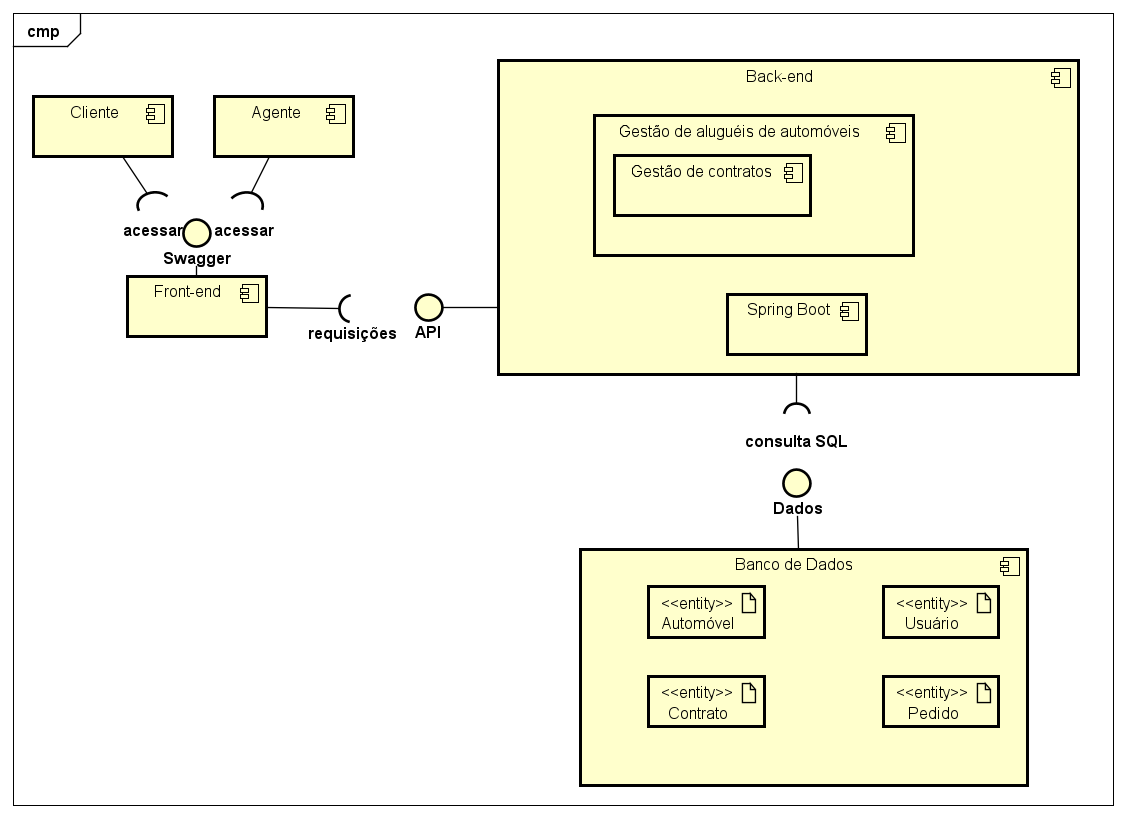 cmp
Cliente
Agente
acessar
acessar
Swagger
Front-end
requisições
API
Back-end
Gestão de aluguéis de automóveis
Gestão de contratos
Spring Boot
consulta SQL
Dados
Banco de Dados
<<entity>>
Automóvel
<<entity>>
Usuário
<<entity>>
Contrato
<<entity>>
Pedido